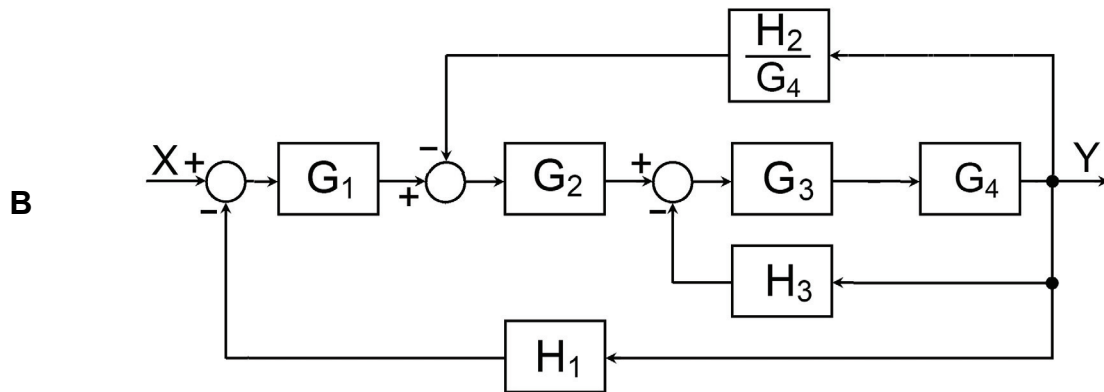 H₂
G₄
X + G₁ + − G₂ + − G₃ G₄ Y
B
−
H₃
H₁